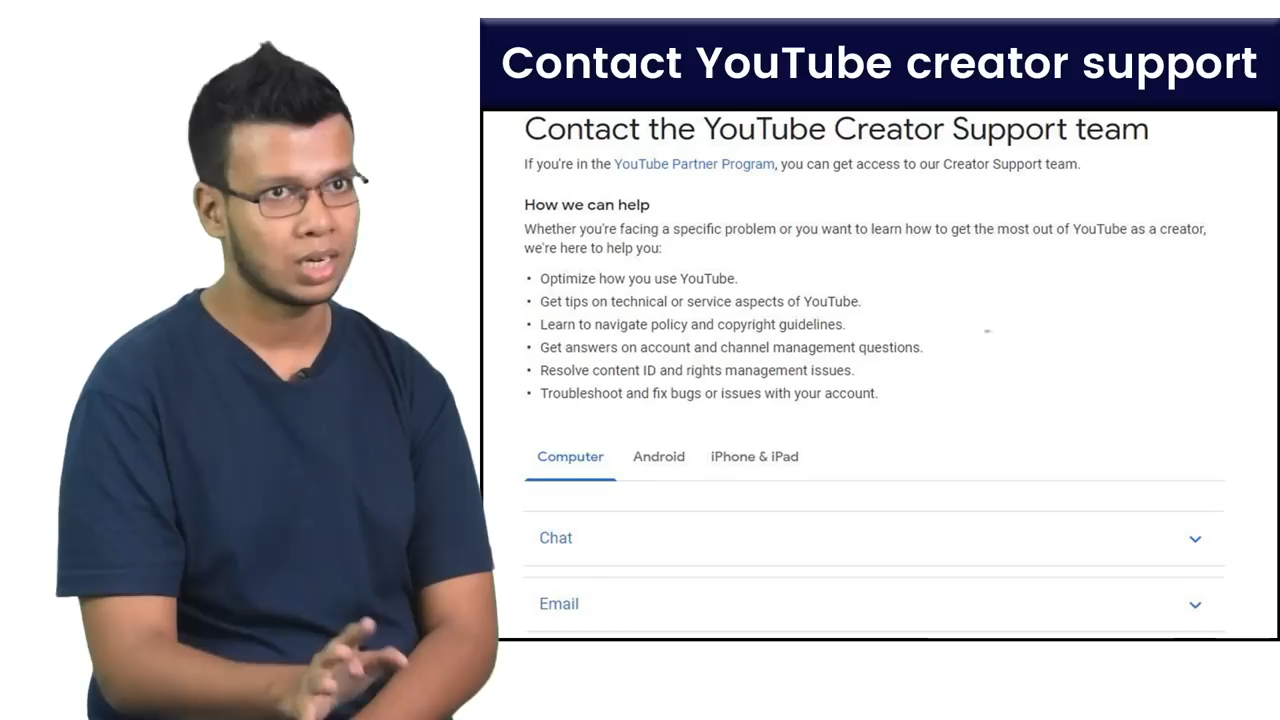 Contact YouTube creator support
Contact the YouTube Creator Support team
If you're in the YouTube Partner Program, you can get access to our Creator Support team.
How we can help
Whether you're facing a specific problem or you want to learn how to get the most out of YouTube as a creator,
we're here to help you:
• Optimize how you use YouTube.
• Get tips on technical or service aspects of YouTube.
• Learn to navigate policy and copyright guidelines.
• Get answers on account and channel management questions.
• Resolve content ID and rights management issues.
• Troubleshoot and fix bugs or issues with your account.
Computer Android iPhone & iPad
Chat
Email